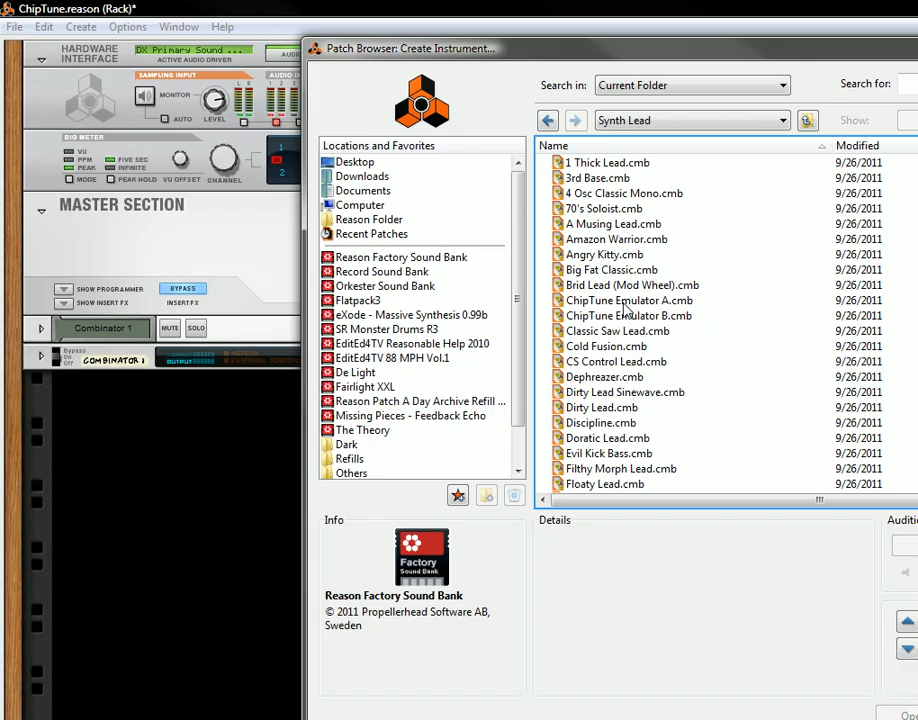 ChipTune.reason (Rack)*
File Edit Create Options Window Help
HARDWARE INTERFACE
DX Primary Sound ...
ACTIVE AUDIO DRIVER
SAMPLING INPUT
MONITOR
AUTO
LEVEL
L R
AUDIO IN
1 2 3
BIG METER
VU
PPM
PEAK
MODE
FIVE SEC
INFINITE
PEAK HOLD
VU OFFSET
CHANNEL
1
2
MASTER SECTION
SHOW PROGRAMMER
SHOW INSERT FX
BYPASS
INSERT FX
Combinator 1
MUTE SOLO
Bypass
On
Off
COMBINATOR 1
OUTPUT
Patch Browser: Create Instrument...
Search in: Current Folder
Search for:
Synth Lead
Show:
Locations and Favorites
Desktop
Downloads
Documents
Computer
Reason Folder
Recent Patches
Reason Factory Sound Bank
Record Sound Bank
Orkester Sound Bank
Flatpack3
eXode - Massive Synthesis 0.99b
SR Monster Drums R3
EditEd4TV Reasonable Help 2010
EditEd4TV 88 MPH Vol.1
De Light
Fairlight XXL
Reason Patch A Day Archive Refill ...
Missing Pieces - Feedback Echo
The Theory
Dark
Refills
Others
Name Modified
1 Thick Lead.cmb 9/26/2011
3rd Base.cmb 9/26/2011
4 Osc Classic Mono.cmb 9/26/2011
70's Soloist.cmb 9/26/2011
A Musing Lead.cmb 9/26/2011
Amazon Warrior.cmb 9/26/2011
Angry Kitty.cmb 9/26/2011
Big Fat Classic.cmb 9/26/2011
Brid Lead (Mod Wheel).cmb 9/26/2011
ChipTune Emulator A.cmb 9/26/2011
ChipTune Emulator B.cmb 9/26/2011
Classic Saw Lead.cmb 9/26/2011
Cold Fusion.cmb 9/26/2011
CS Control Lead.cmb 9/26/2011
Dephreazer.cmb 9/26/2011
Dirty Lead Sinewave.cmb 9/26/2011
Dirty Lead.cmb 9/26/2011
Discipline.cmb 9/26/2011
Doratic Lead.cmb 9/26/2011
Evil Kick Bass.cmb 9/26/2011
Filthy Morph Lead.cmb 9/26/2011
Floaty Lead.cmb 9/26/2011
Info
Factory
Sound Bank
Reason Factory Sound Bank
© 2011 Propellerhead Software AB,
Sweden
Details
Auditi
Op